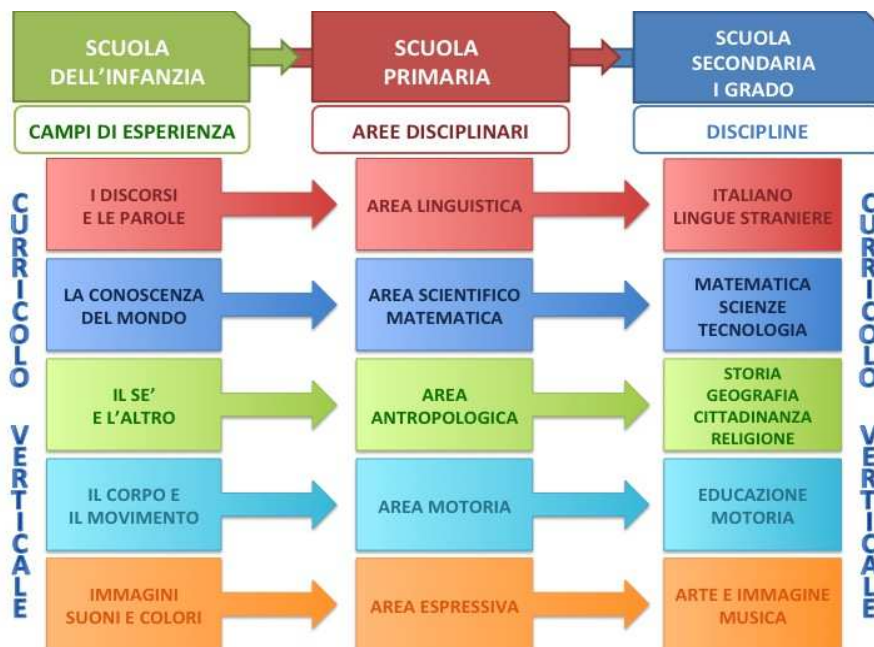 SCUOLA
DELL'INFANZIA
SCUOLA
PRIMARIA
SCUOLA
SECONDARIA
I GRADO
CAMPI DI ESPERIENZA
AREE DISCIPLINARI
DISCIPLINE
CURRICOLO VERTICALE
I DISCORSI
E LE PAROLE
AREA LINGUISTICA
ITALIANO
LINGUE STRANIERE
LA CONOSCENZA
DEL MONDO
AREA SCIENTIFICO
MATEMATICA
MATEMATICA
SCIENZE
TECNOLOGIA
IL SE’
E L’ALTRO
AREA
ANTROPOLOGICA
STORIA
GEOGRAFIA
CITTADINANZA
RELIGIONE
IL CORPO E
IL MOVIMENTO
AREA MOTORIA
EDUCAZIONE
MOTORIA
IMMAGINI
SUONI E COLORI
AREA ESPRESSIVA
ARTE E IMMAGINE
MUSICA
CURRICOLO VERTICALE